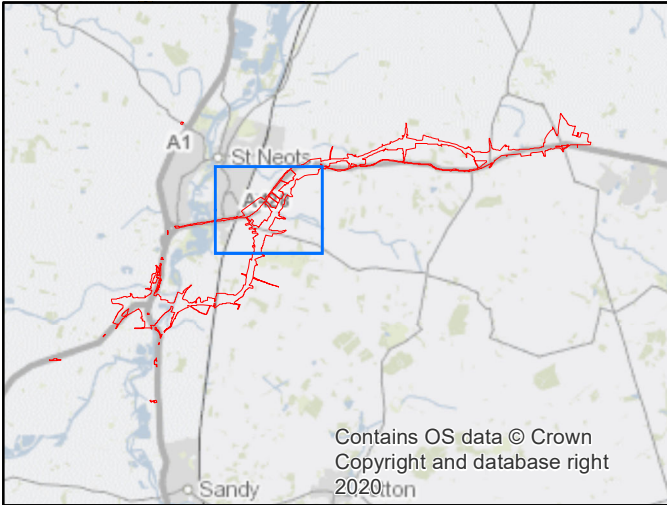 A1
St Neots
Contains OS data © Crown
Copyright and database right
2020
Sandy